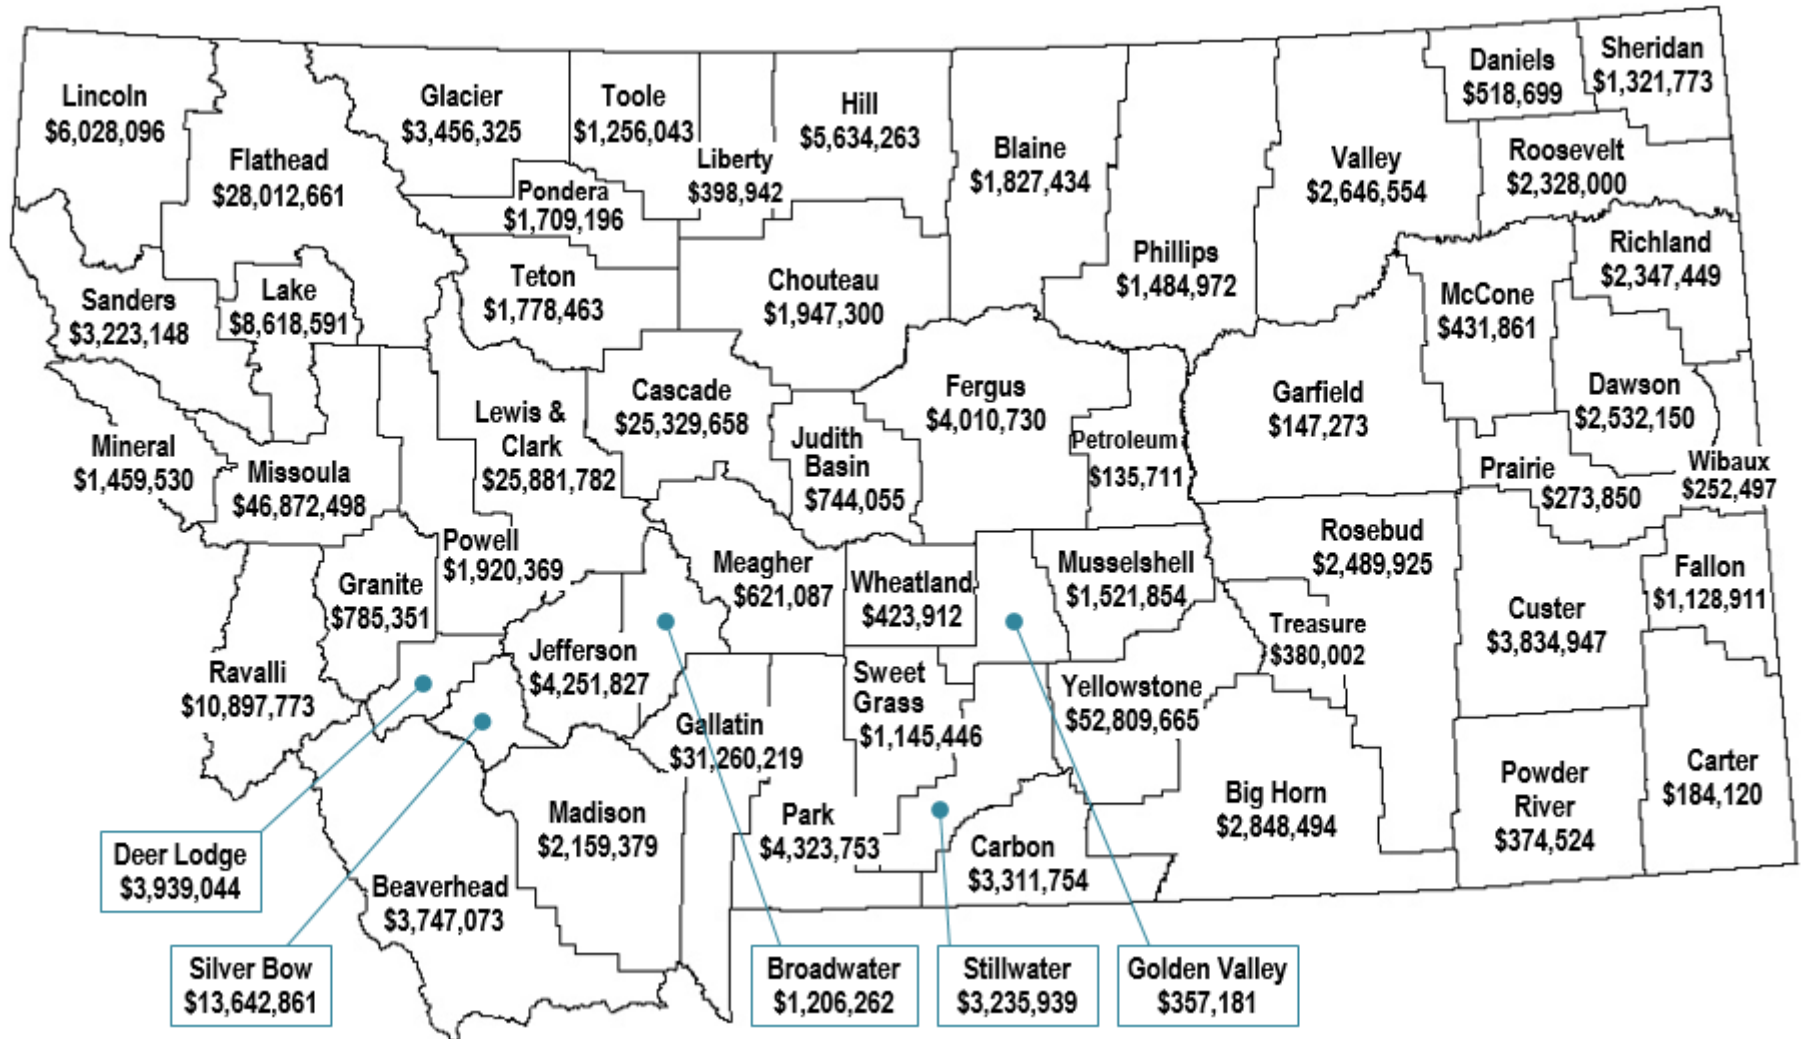 Lincoln
$6,028,096
Flathead
$28,012,661
Glacier
$3,456,325
Toole
$1,256,043
Liberty
$398,942
Hill
$5,634,263
Blaine
$1,827,434
Phillips
$1,484,972
Valley
$2,646,554
Daniels
$518,699
Sheridan
$1,321,773
Roosevelt
$2,328,000
Pondera
$1,709,196
Teton
$1,778,463
Chouteau
$1,947,300
Richland
$2,347,449
McCone
$431,861
Sanders
$3,223,148
Lake
$8,618,591
Cascade
$25,329,658
Fergus
$4,010,730
Garfield
$147,273
Dawson
$2,532,150
Lewis &
Clark
$25,881,782
Judith
Basin
$744,055
Petroleum
$135,711
Prairie
$273,850
Wibaux
$252,497
Mineral
$1,459,530
Missoula
$46,872,498
Powell
$1,920,369
Granite
$785,351
Meagher
$621,087
Wheatland
$423,912
Musselshell
$1,521,854
Rosebud
$2,489,925
Treasure
$380,002
Custer
$3,834,947
Fallon
$1,128,911
Ravalli
$10,897,773
Jefferson
$4,251,827
Gallatin
$31,260,219
Sweet
Grass
$1,145,446
Yellowstone
$52,809,665
Big Horn
$2,848,494
Powder
River
$374,524
Carter
$184,120
Madison
$2,159,379
Park
$4,323,753
Carbon
$3,311,754
Deer Lodge
$3,939,044
Beaverhead
$3,747,073
Silver Bow
$13,642,861
Broadwater
$1,206,262
Stillwater
$3,235,939
Golden Valley
$357,181